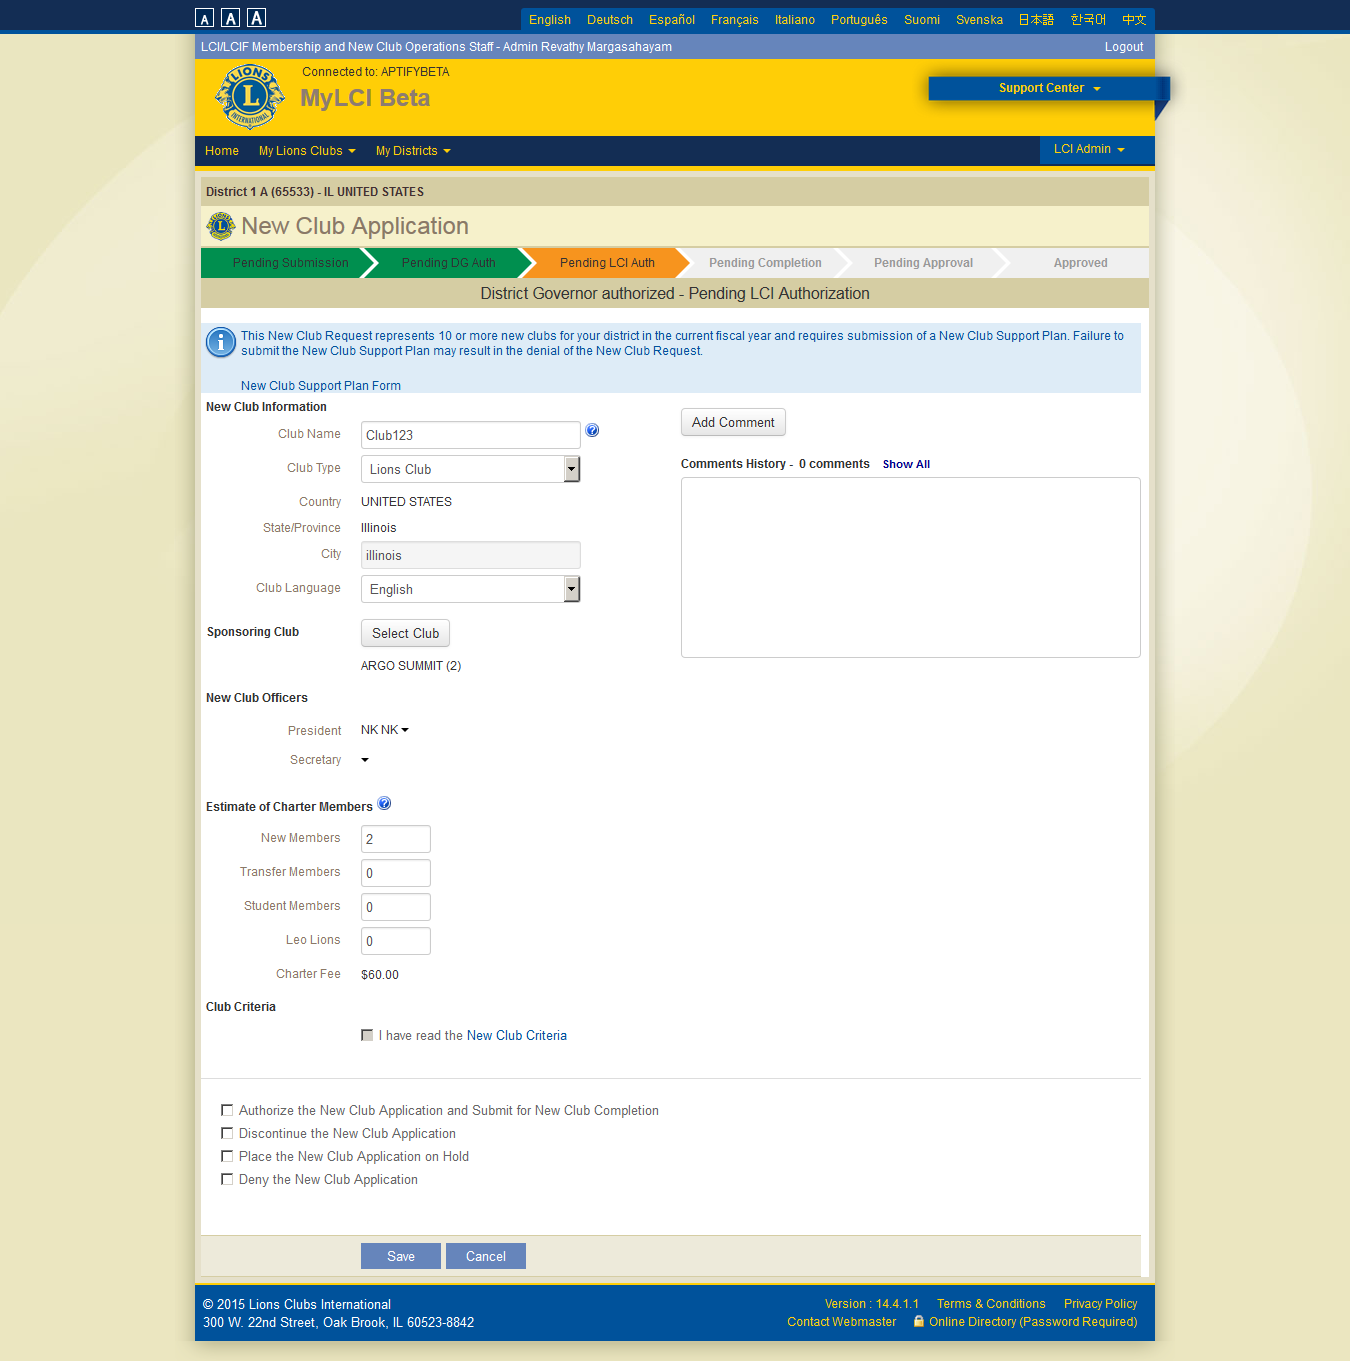 A A A English Deutsch Español Français Italiano Português Suomi Svenska 日本語 한국어 中文
LCI/LCIF Membership and New Club Operations Staff - Admin Revathy Margasahayam Logout
LIONS L INTERNATIONAL
Connected to: APTIFYBETA
MyLCI Beta
Support Center
Home My Lions Clubs My Districts LCI Admin
District 1 A (65533) - IL UNITED STATES
New Club Application
Pending Submission Pending DG Auth Pending LCI Auth Pending Completion Pending Approval Approved
District Governor authorized - Pending LCI Authorization
This New Club Request represents 10 or more new clubs for your district in the current fiscal year and requires submission of a New Club Support Plan. Failure to
submit the New Club Support Plan may result in the denial of the New Club Request.
New Club Support Plan Form
New Club Information
Club Name Club123
Club Type Lions Club
Country UNITED STATES
State/Province Illinois
City illinois
Club Language English
Sponsoring Club Select Club
ARGO SUMMIT (2)
Add Comment
Comments History - 0 comments Show All
New Club Officers
President NK NK
Secretary
Estimate of Charter Members
New Members 2
Transfer Members 0
Student Members 0
Leo Lions 0
Charter Fee $60.00
Club Criteria
I have read the New Club Criteria
Authorize the New Club Application and Submit for New Club Completion
Discontinue the New Club Application
Place the New Club Application on Hold
Deny the New Club Application
Save Cancel
© 2015 Lions Clubs International
300 W. 22nd Street, Oak Brook, IL 60523-8842
Version : 14.4.1.1 Terms & Conditions Privacy Policy
Contact Webmaster Online Directory (Password Required)